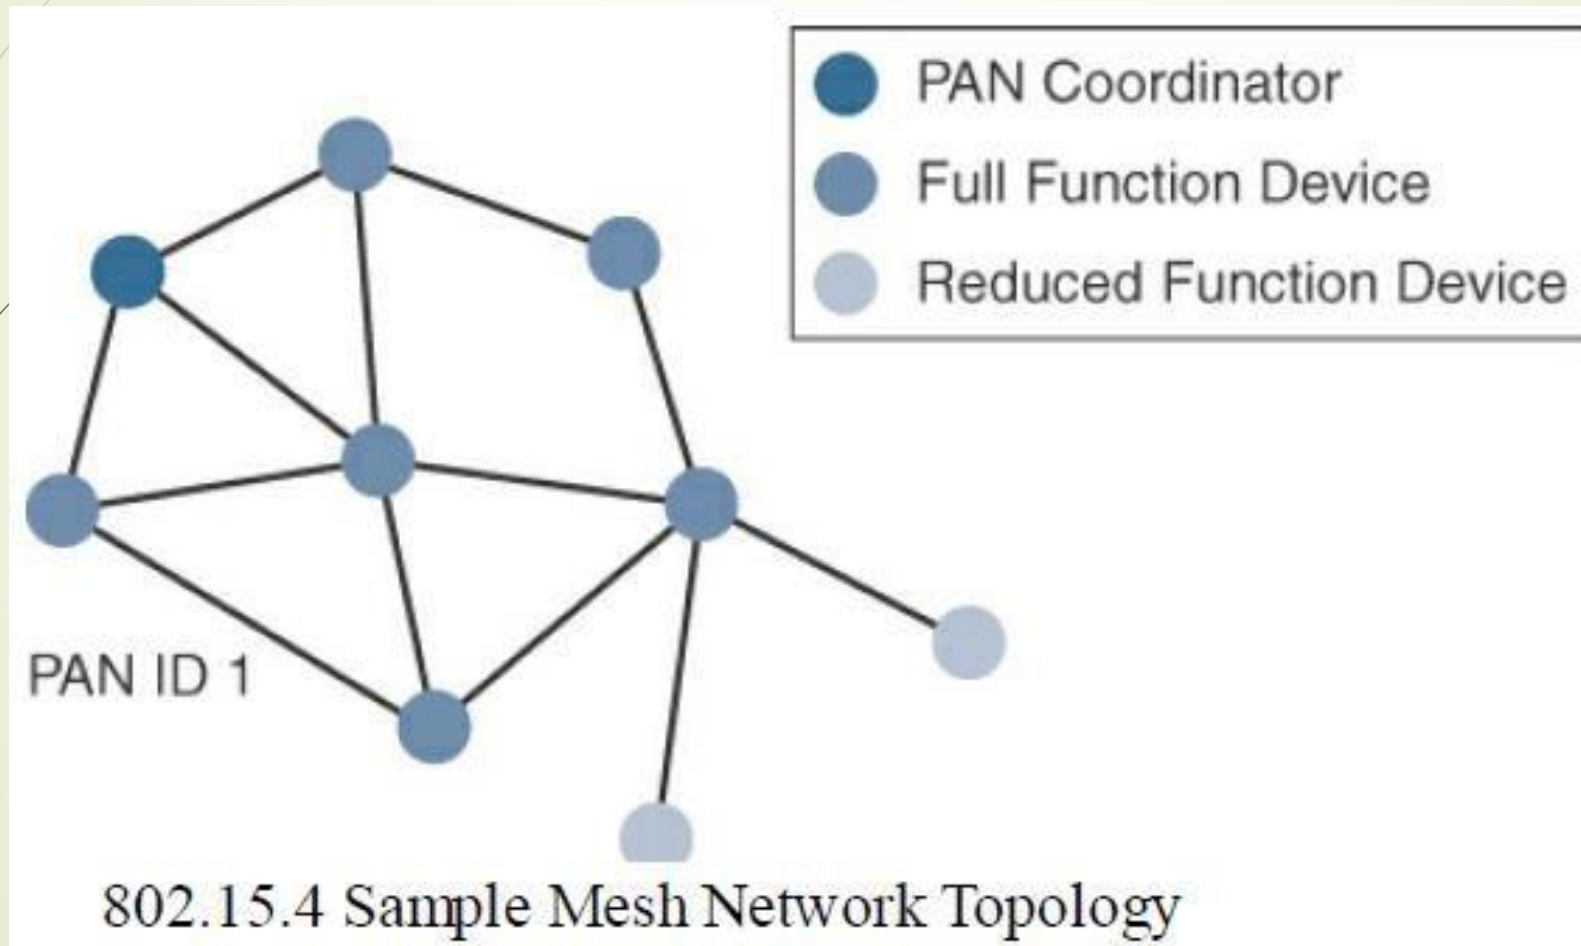 PAN Coordinator
Full Function Device
Reduced Function Device
PAN ID 1
802.15.4 Sample Mesh Network Topology